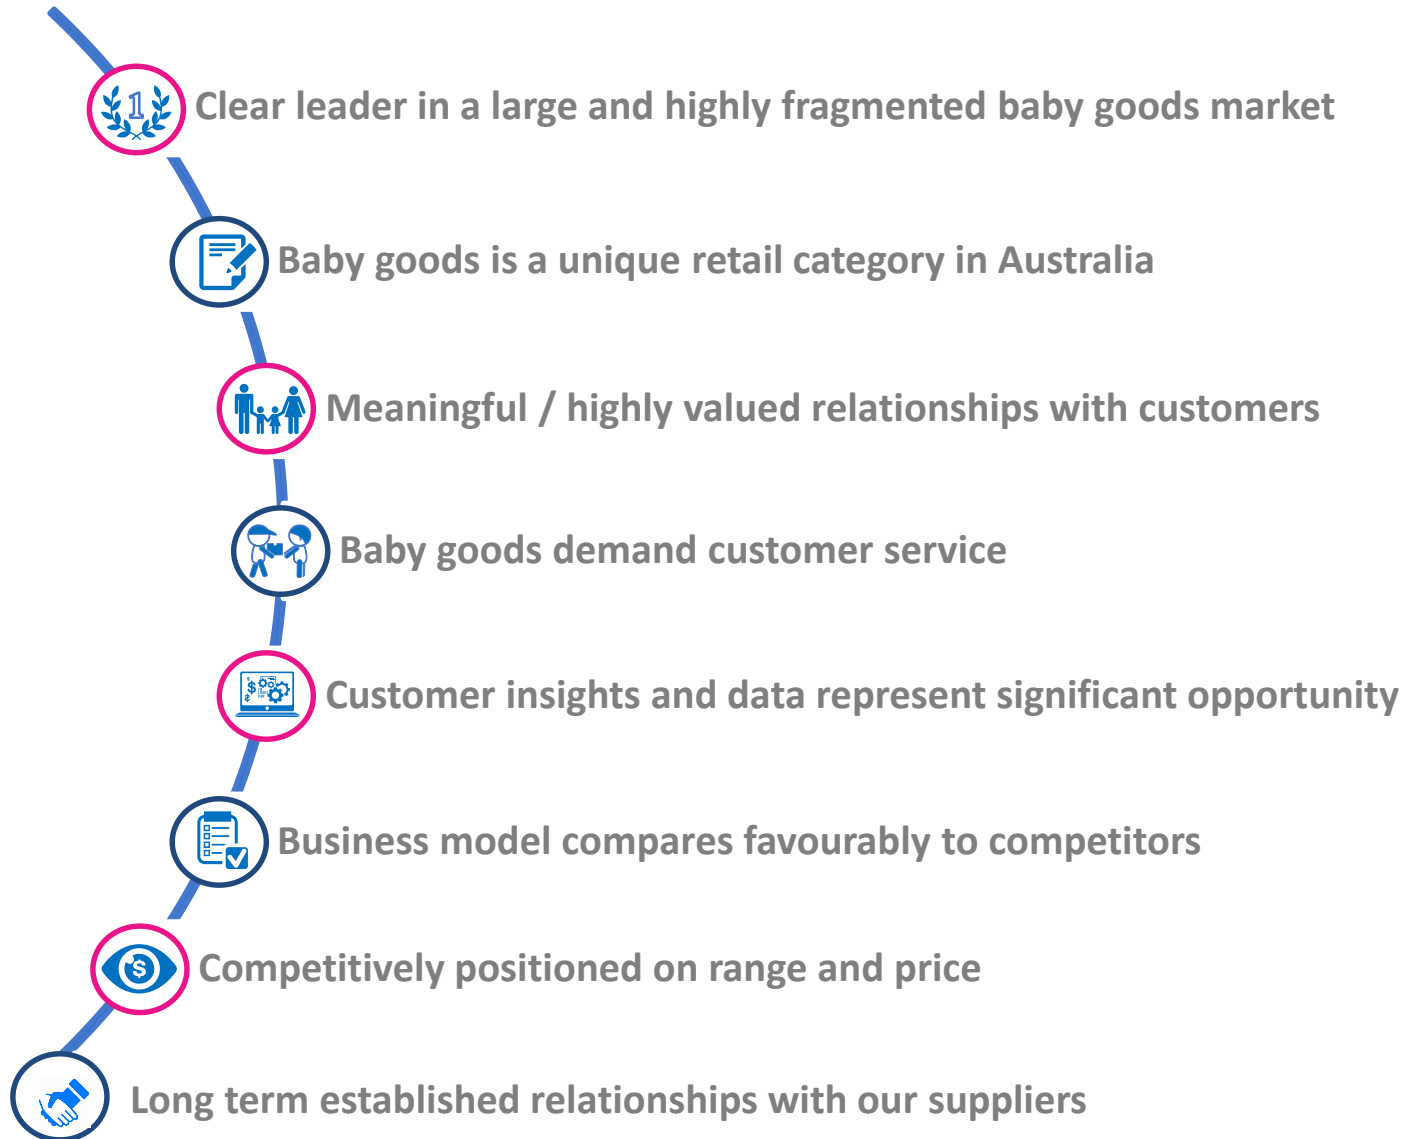 1
Clear leader in a large and highly fragmented baby goods market
Baby goods is a unique retail category in Australia
Meaningful / highly valued relationships with customers
Baby goods demand customer service
$
$
Customer insights and data represent significant opportunity
Business model compares favourably to competitors
$
Competitively positioned on range and price
Long term established relationships with our suppliers